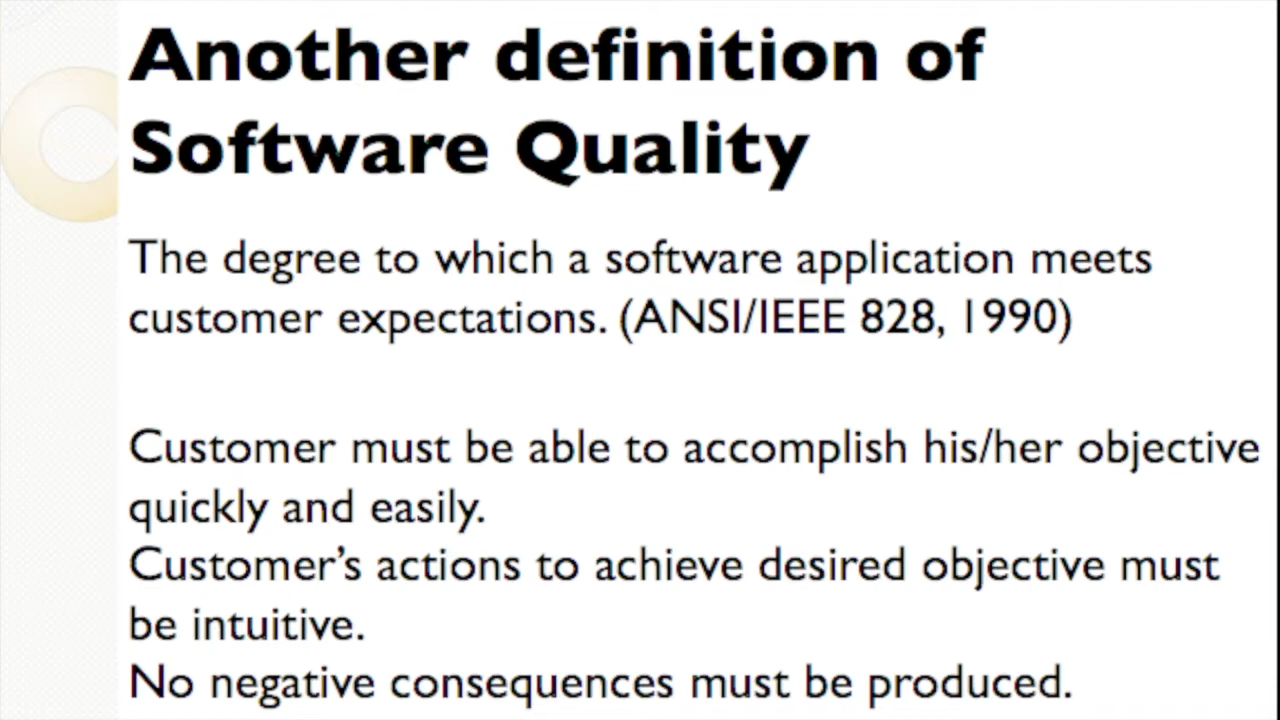 Another definition of
Software Quality
The degree to which a software application meets
customer expectations. (ANSI/IEEE 828, 1990)
Customer must be able to accomplish his/her objective
quickly and easily.
Customer’s actions to achieve desired objective must
be intuitive.
No negative consequences must be produced.